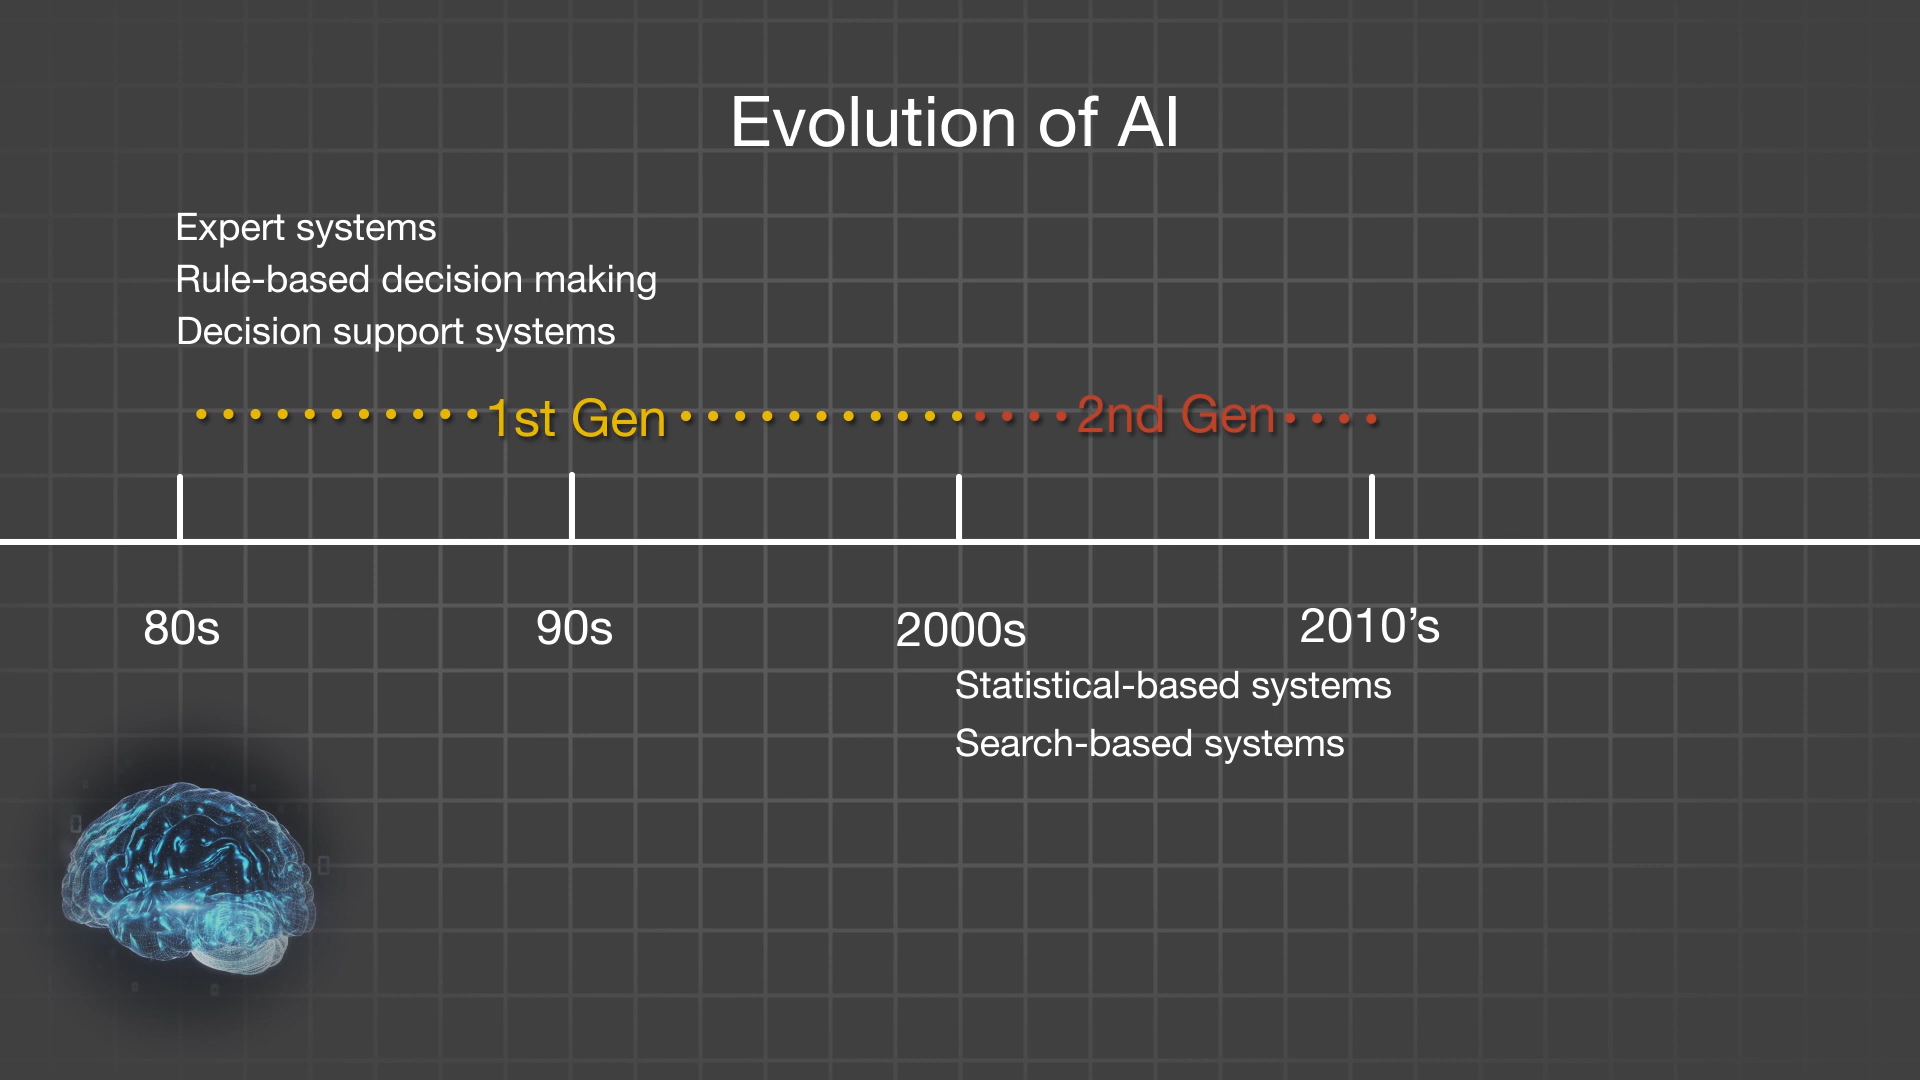 Evolution of AI
Expert systems
Rule-based decision making
Decision support systems
1st Gen
2nd Gen
80s
90s
2000s
2010’s
Statistical-based systems
Search-based systems